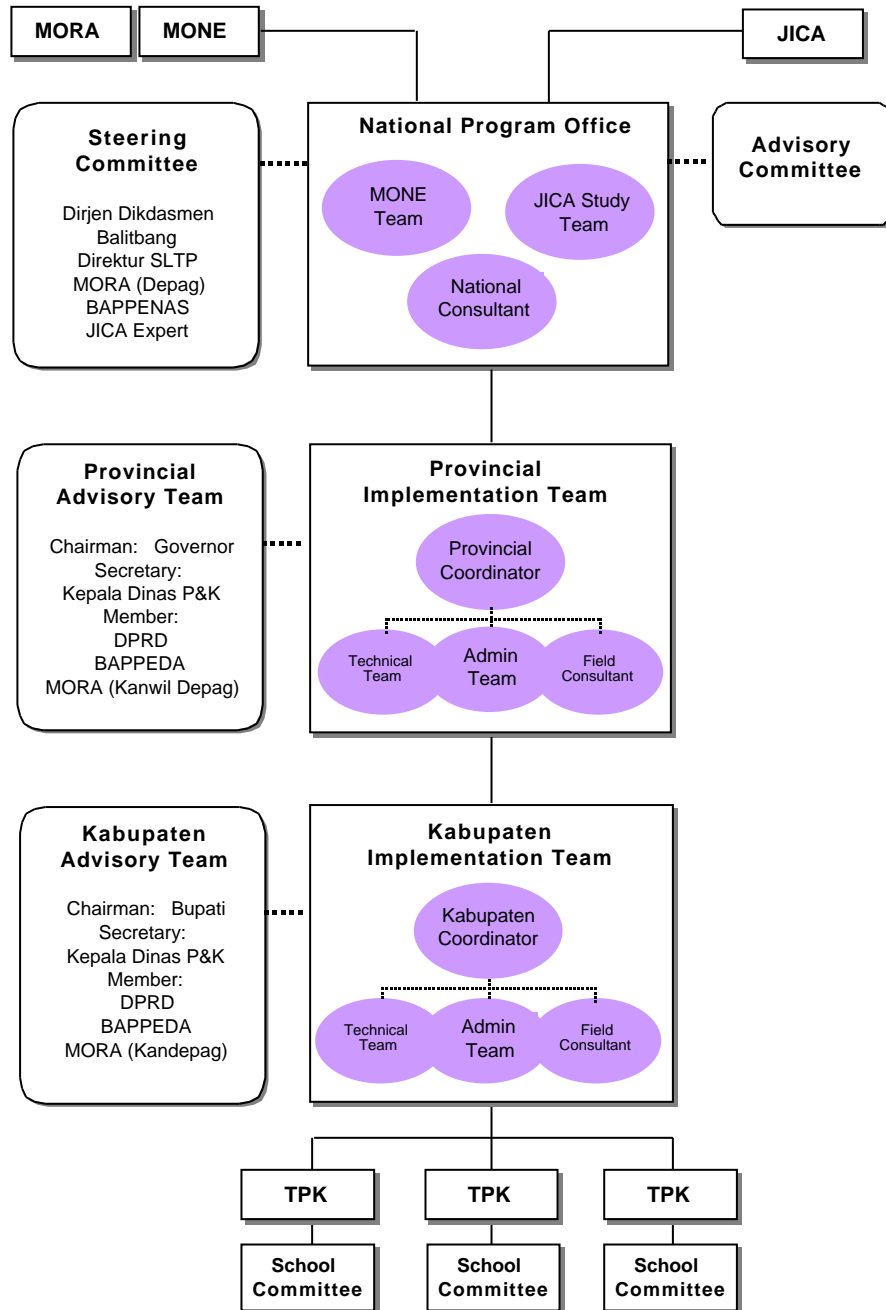 MORA
MONE
JICA
Steering
Committee
Dirjen Dikdasmen
Balitbang
Direktur SLTP
MORA (Depag)
BAPPENAS
JICA Expert
National Program Office
MONE
Team
JICA Study
Team
National
Consultant
Advisory
Committee
Provincial
Advisory Team
Chairman: Governor
Secretary:
Kepala Dinas P&K
Member:
DPRD
BAPPEDA
MORA (Kanwil Depag)
Provincial
Implementation Team
Provincial
Coordinator
Technical
Team
Admin
Team
Field
Consultant
Kabupaten
Advisory Team
Chairman: Bupati
Secretary:
Kepala Dinas P&K
Member:
DPRD
BAPPEDA
MORA (Kandepag)
Kabupaten
Implementation Team
Kabupaten
Coordinator
Technical
Team
Admin
Team
Field
Consultant
TPK
TPK
TPK
School
Committee
School
Committee
School
Committee